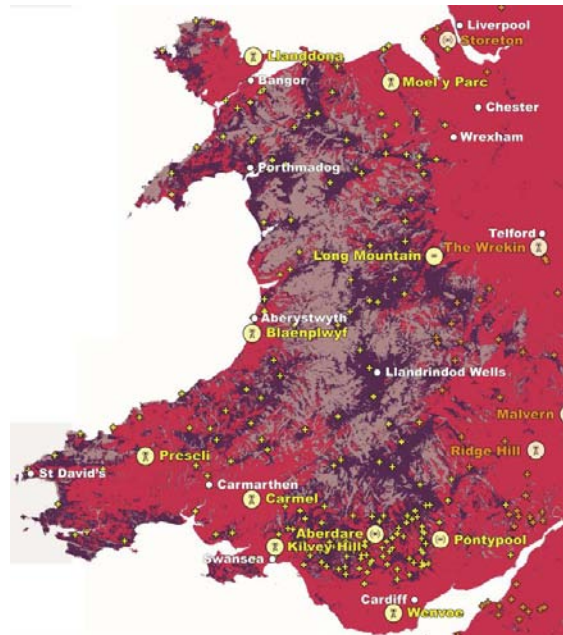 Liverpool
Storeton
Llanddona
Bangor
Moel y Parc
Chester
Wrexham
Porthmadog
Telford
The Wrekin
Long Mountain
Aberystwyth
Blaenplwyf
Llandrindod Wells
Malvern
Preseli
Ridge Hill
St David's
Carmarthen
Carmel
Aberdare
Pontypool
Kilvey Hill
Swansea
Cardiff
Wenvoe